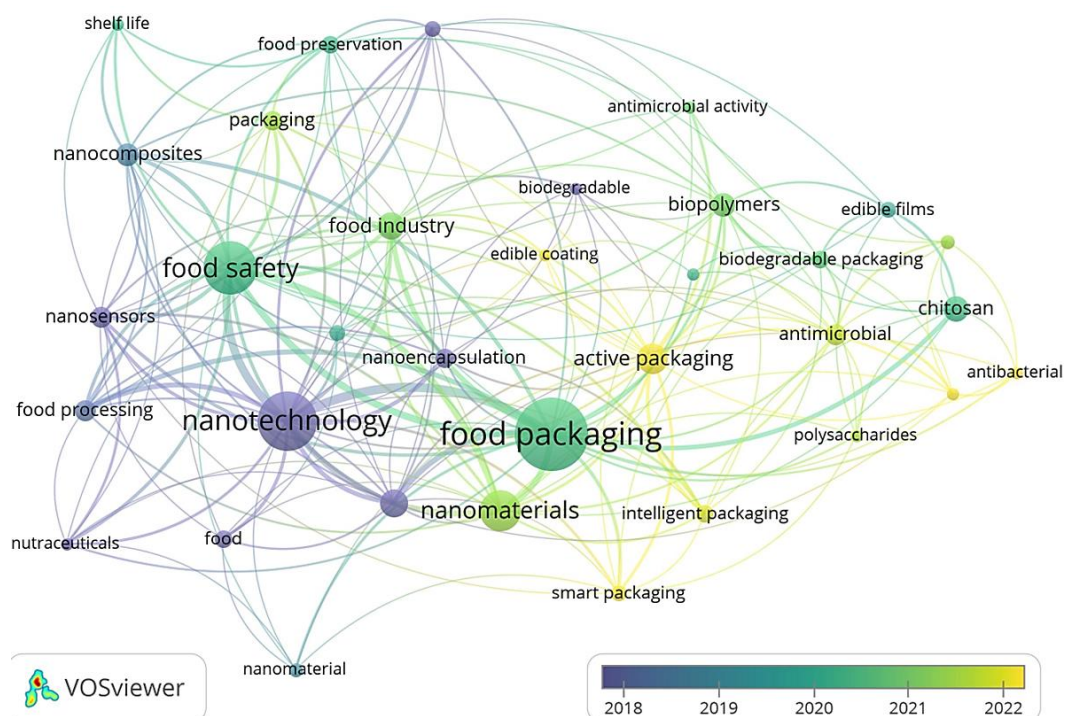 shelf life
food preservation
packaging
antimicrobial activity
nanocomposites
biodegradable
biopolymers
edible films
food industry
edible coating
biodegradable packaging
food safety
nanosensors
chitosan
antimicrobial
nanoencapsulation
active packaging
antibacterial
food processing
nanotechnology
food packaging
polysaccharides
nanomaterials
intelligent packaging
nutraceuticals
food
smart packaging
nanomaterial
VOSviewer
2018 2019 2020 2021 2022